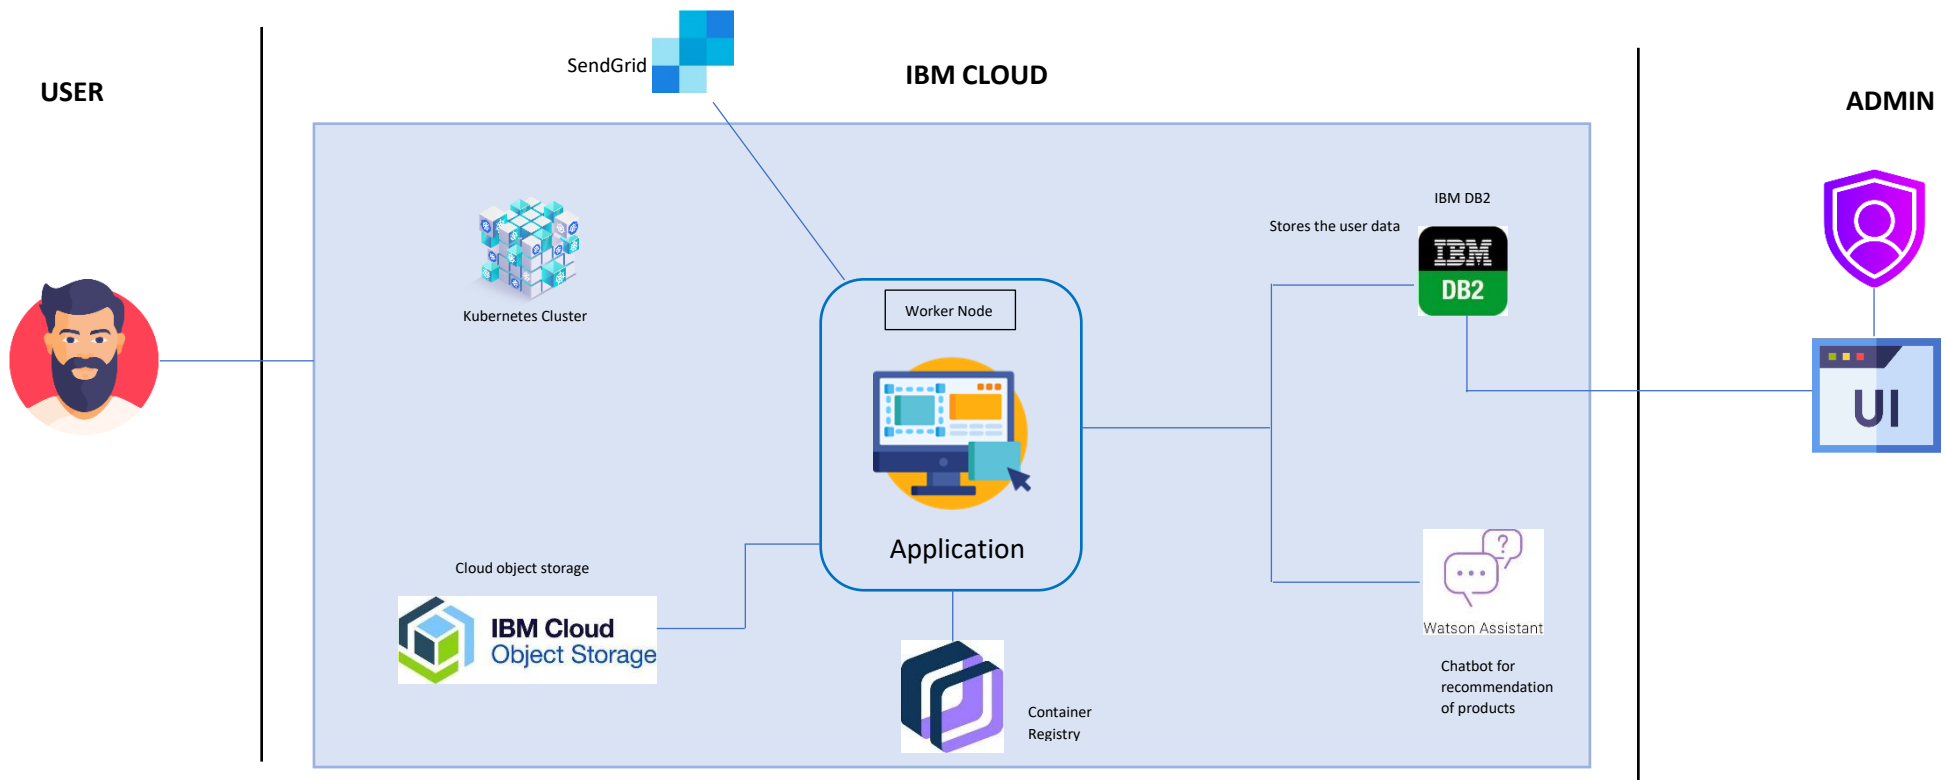 USER
SendGrid
IBM CLOUD
ADMIN
Kubernetes Cluster
Worker Node
Application
IBM DB2
Stores the user data
IBM
DB2
UI
Cloud object storage
IBM Cloud
Object Storage
Container
Registry
?
Watson Assistant
Chatbot for
recommendation
of products